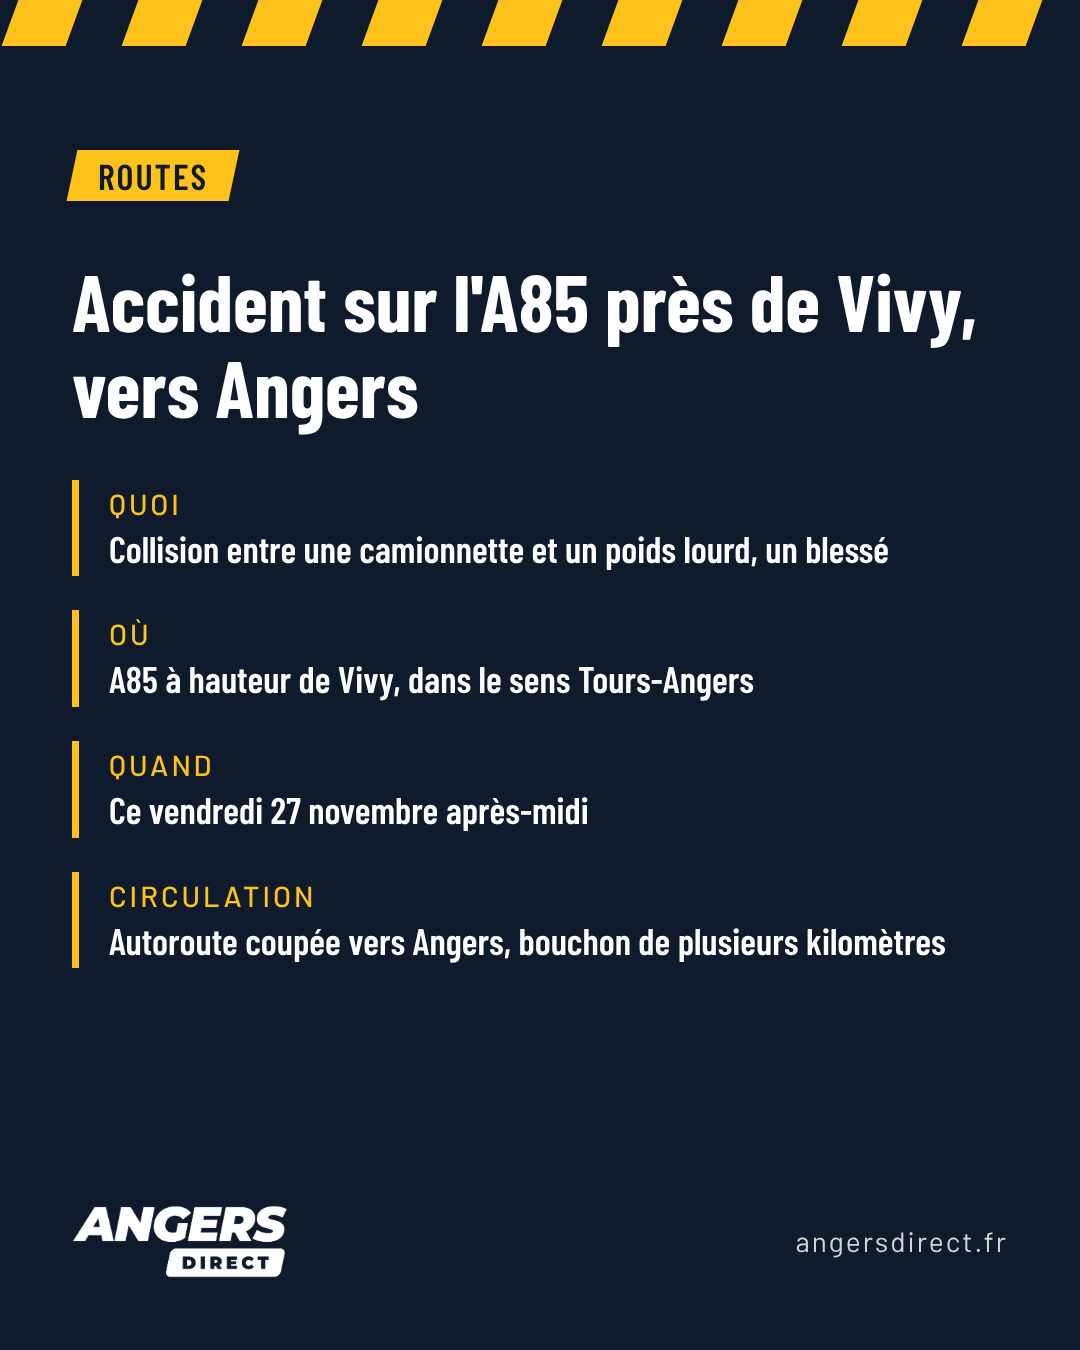 ROUTES
Accident sur l'A85 près de Vivy,
vers Angers
QUOI
Collision entre une camionnette et un poids lourd, un blessé
OÙ
A85 à hauteur de Vivy, dans le sens Tours-Angers
QUAND
Ce vendredi 27 novembre après-midi
CIRCULATION
Autoroute coupée vers Angers, bouchon de plusieurs kilomètres
ANGERS
DIRECT
angersdirect.fr